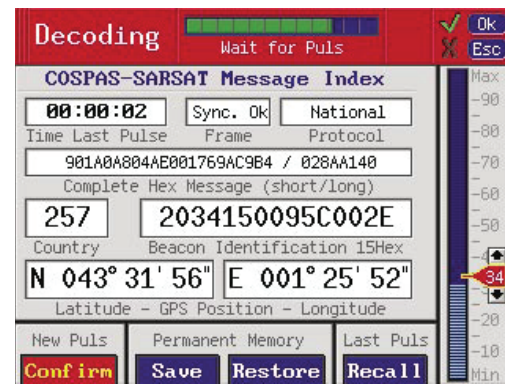 Decoding
Wait for Puls
Ok
Esc
COSPAS-SARSAT Message Index
00:00:02 Sync. Ok National
Time Last Pulse Frame Protocol
901A0A804AE001769AC9B4 / 028AA140
Complete Hex Message (short/long)
257 2034150095C002E
Country Beacon Identification 15Hex
N 043°31'56" E 001°25'52"
Latitude - GPS Position - Longitude
New Puls Permanent Memory Last Puls
Confirm Save Restore Recall
Max
-90
-80
-70
-60
-50
34
-20
-10
Min